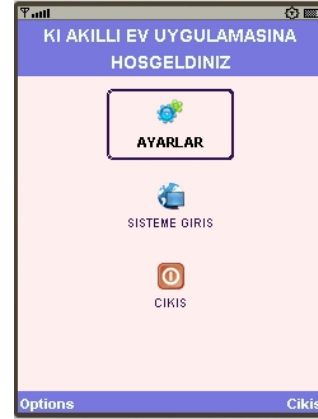 KI AKILLI EV UYGULAMASINA
HOSGELDINIZ
AYARLAR
SISTEME GIRIS
CIKIS
Options
Cikis